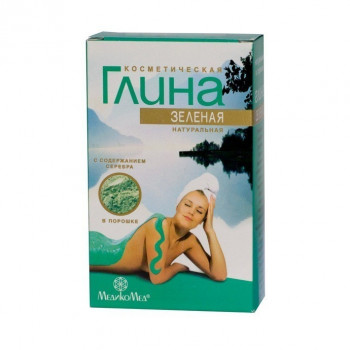 КОСМЕТИЧЕСКАЯ
ГЛИНА
ЗЕЛЕНАЯ
НАТУРАЛЬНАЯ
С СОДЕРЖАНИЕМ
СЕРЕБРА
В ПОРОШКЕ
МЕДИКОМЕД®